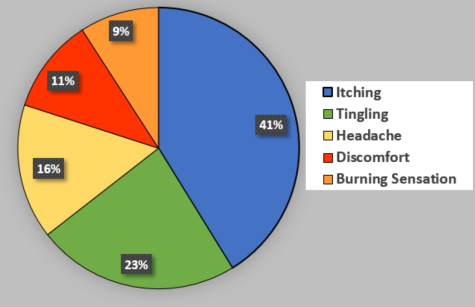 9%
11%
41%
16%
23%
Itching
Tingling
Headache
Discomfort
Burning Sensation